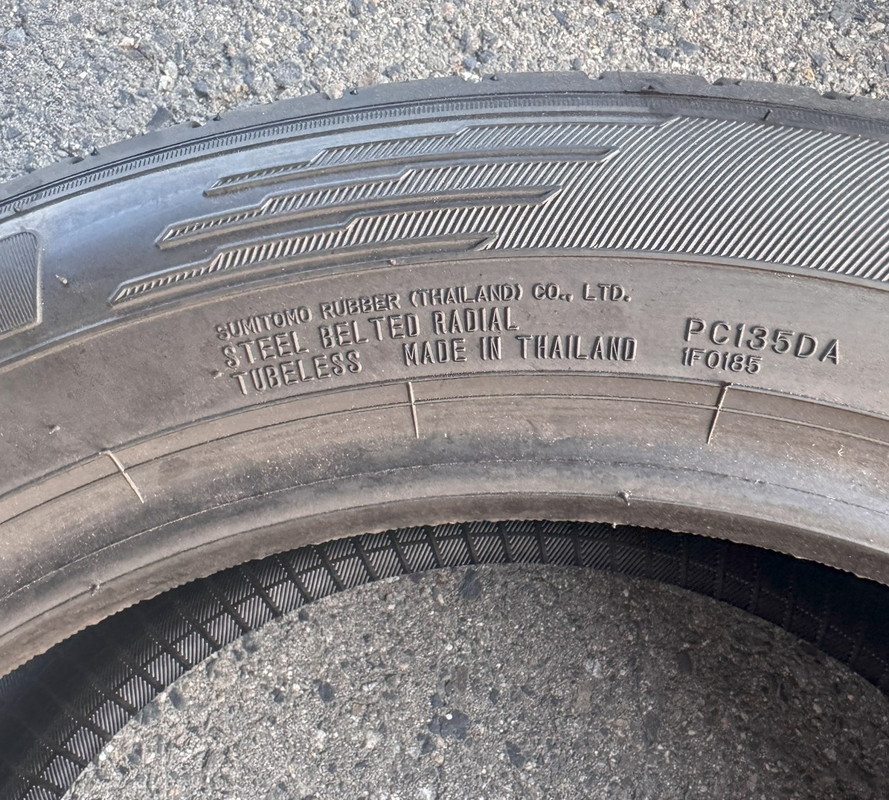 SUMITOMO RUBBER (THAILAND) CO., LTD.
STEEL BELTED RADIAL
TUBELESS MADE IN THAILAND
PC135DA
1F0185